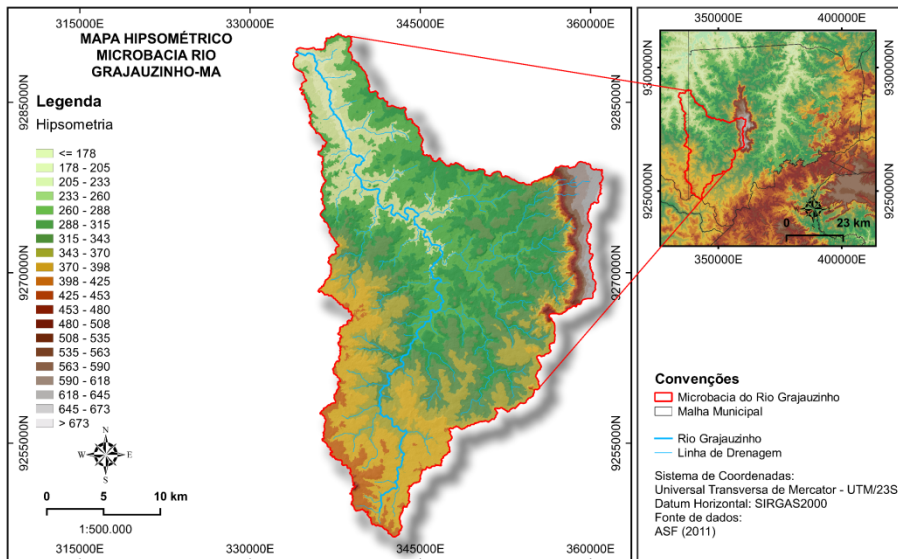 315000E 330000E 345000E 360000E
MAPA HIPSOMÉTRICO
MICROBACIA RIO
GRAJAUZINHO-MA
Legenda
Hipsometria
<= 178
178 - 205
205 - 233
233 - 260
260 - 288
288 - 315
315 - 343
343 - 370
370 - 398
398 - 425
425 - 453
453 - 480
480 - 508
508 - 535
535 - 563
563 - 590
590 - 618
618 - 645
645 - 673
> 673
N
W E
S
0 5 10 km
1:500.000
9285000N
9270000N
9255000N
9285000N
9270000N
9255000N
315000E 330000E 345000E 360000E
350000E 400000E
9300000N
9250000N
9300000N
9250000N
0 23 km
350000E 400000E
Convenções
Microbacia do Rio Grajauzinho
Malha Municipal
Rio Grajauzinho
Linha de Drenagem
Sistema de Coordenadas:
Universal Transversa de Mercator - UTM/23S
Datum Horizontal: SIRGAS2000
Fonte de dados:
ASF (2011)